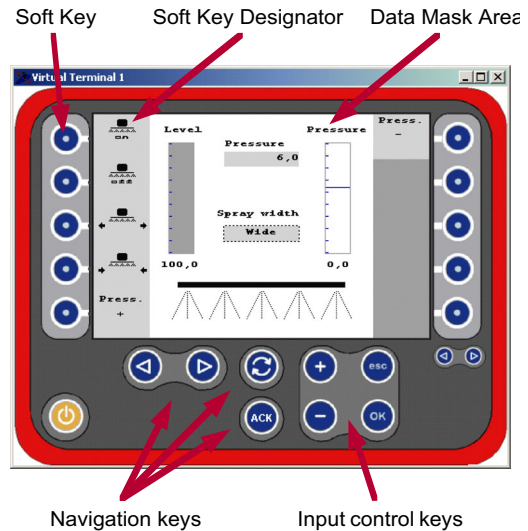 Soft Key
Soft Key Designator
Data Mask Area
Virtual Terminal 1
on
Level
Pressure
Press.
-
Pressure
6,0
off
Spray width
Wide
100,0
0,0
Press.
+
+
esc
ACK
-
OK
Navigation keys
Input control keys